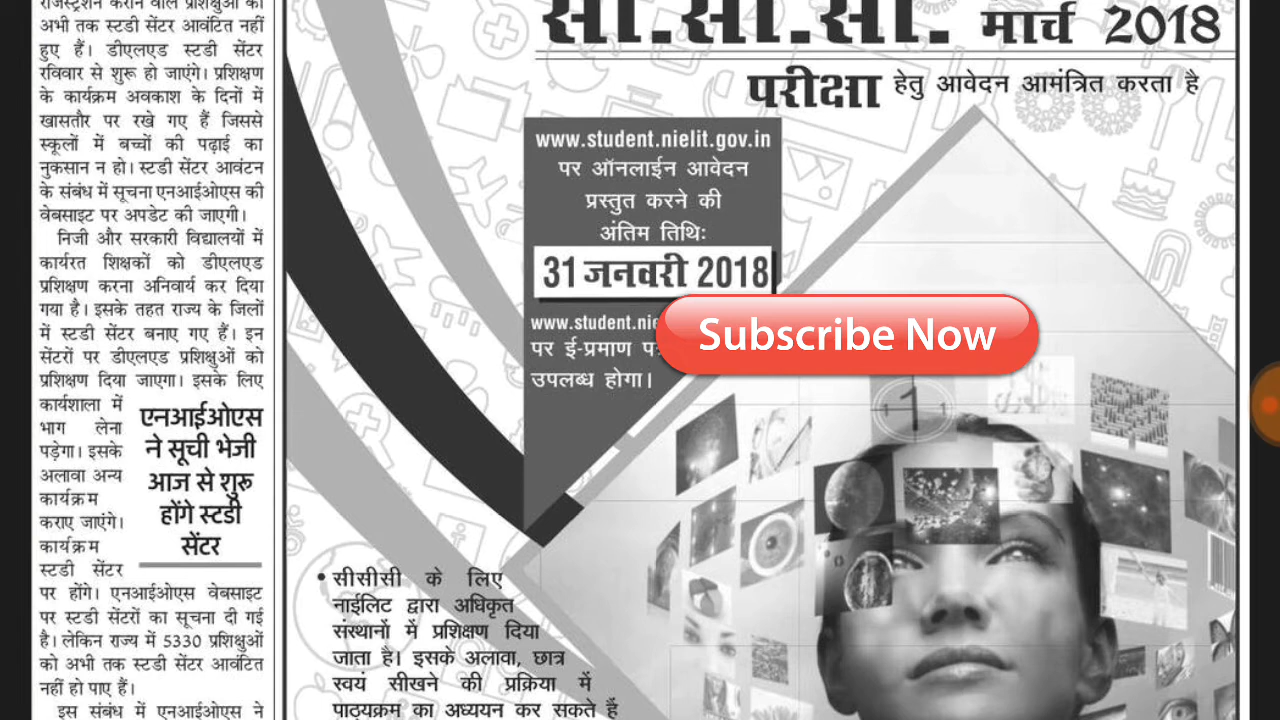 रजिस्ट्रेशन कराने वाले प्रशिक्षुओं को
अभी तक स्टडी सेंटर आवंटित नहीं
हुए हैं। डीएलएड स्टडी सेंटर
रविवार से शुरू हो जाएंगे। प्रशिक्षण
के कार्यक्रम अवकाश के दिनों में
खासतौर पर रखे गए हैं जिससे
स्कूलों में बच्चों की पढ़ाई का
नुकसान न हो। स्टडी सेंटर आवंटन
के संबंध में सूचना एनआईओएस की
वेबसाइट पर अपडेट की जाएगी।
निजी और सरकारी विद्यालयों में
कार्यरत शिक्षकों को डीएलएड
प्रशिक्षण करना अनिवार्य कर दिया
गया है। इसके तहत राज्य के जिलों
में स्टडी सेंटर बनाए गए हैं। इन
सेंटरों पर डीएलएड प्रशिक्षुओं को
प्रशिक्षण दिया जाएगा। इसके लिए
कार्यशाला में
भाग लेना
पड़ेगा। इसके
अलावा अन्य
कार्यक्रम
कराए जाएंगे।
कार्यक्रम
स्टडी सेंटर
एनआईओएस
ने सूची भेजी
आज से शुरू
होंगे स्टडी
सेंटर
पर होंगे। एनआईओएस वेबसाइट
पर स्टडी सेंटरों का सूचना दी गई
है। लेकिन राज्य में 5330 प्रशिक्षुओं
को अभी तक स्टडी सेंटर आवंटित
नहीं हो पाए हैं।
इस संबंध में एनआईओएस ने
सी.सी.सी. मार्च 2018
परीक्षा हेतु आवेदन आमंत्रित करता है
www.student.nielit.gov.in
पर ऑनलाईन आवेदन
प्रस्तुत करने की
अंतिम तिथिः
31 जनवरी 2018
www.student.nie
पर ई-प्रमाण
उपलब्ध होगा।
Subscribe Now
1
• सीसीसी के लिए
नाईलिट द्वारा अधिकृत
संस्थानों में प्रशिक्षण दिया
जाता है। इसके अलावा, छात्र
स्वयं सीखने की प्रक्रिया में
पाठ्यक्रम का अध्ययन कर सकते हैं